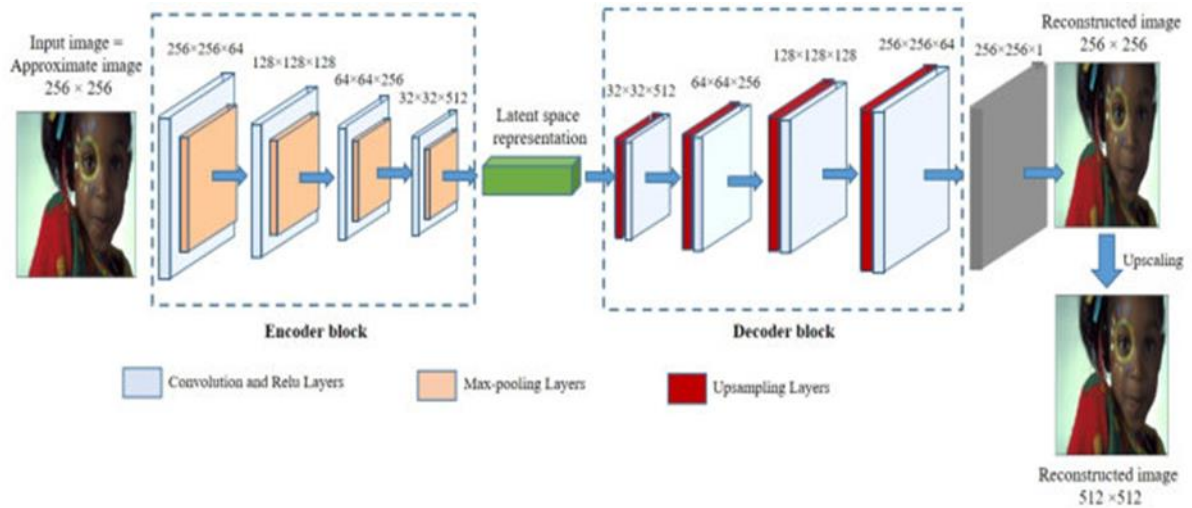 Input image =
Approximate image
256 × 256
256×256×64
128×128×128
64×64×256
32×32×512
Latent space
representation
32×32×512
64×64×256
128×128×128
256×256×64
256×256×1
Reconstructed image
256 × 256
Upscaling
Encoder block
Decoder block
Convolution and Relu Layers
Max-pooling Layers
Upsampling Layers
Reconstructed image
512 ×512